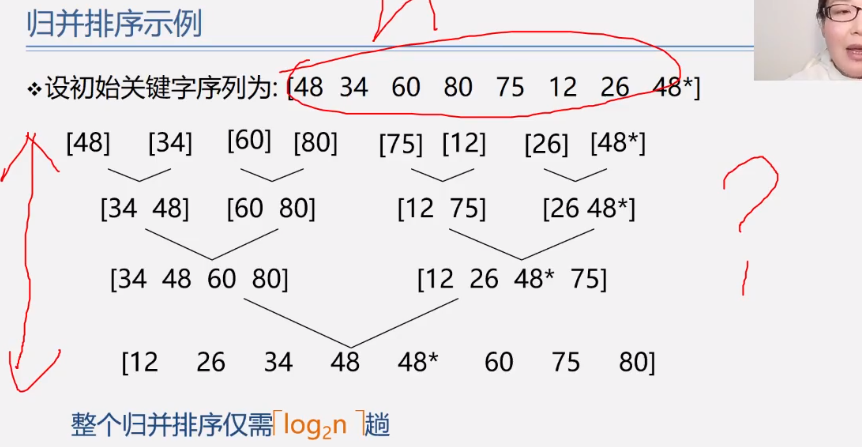 归并排序示例
❖设初始关键字序列为: [48 34 60 80 75 12 26 48*]
[48] [34] [60] [80] [75] [12] [26] [48*]
[34 48] [60 80] [12 75] [26 48*]
[34 48 60 80] [12 26 48* 75]
[12 26 34 48 48* 60 75 80]
?
整个归并排序仅需⌈log₂n⌉趟